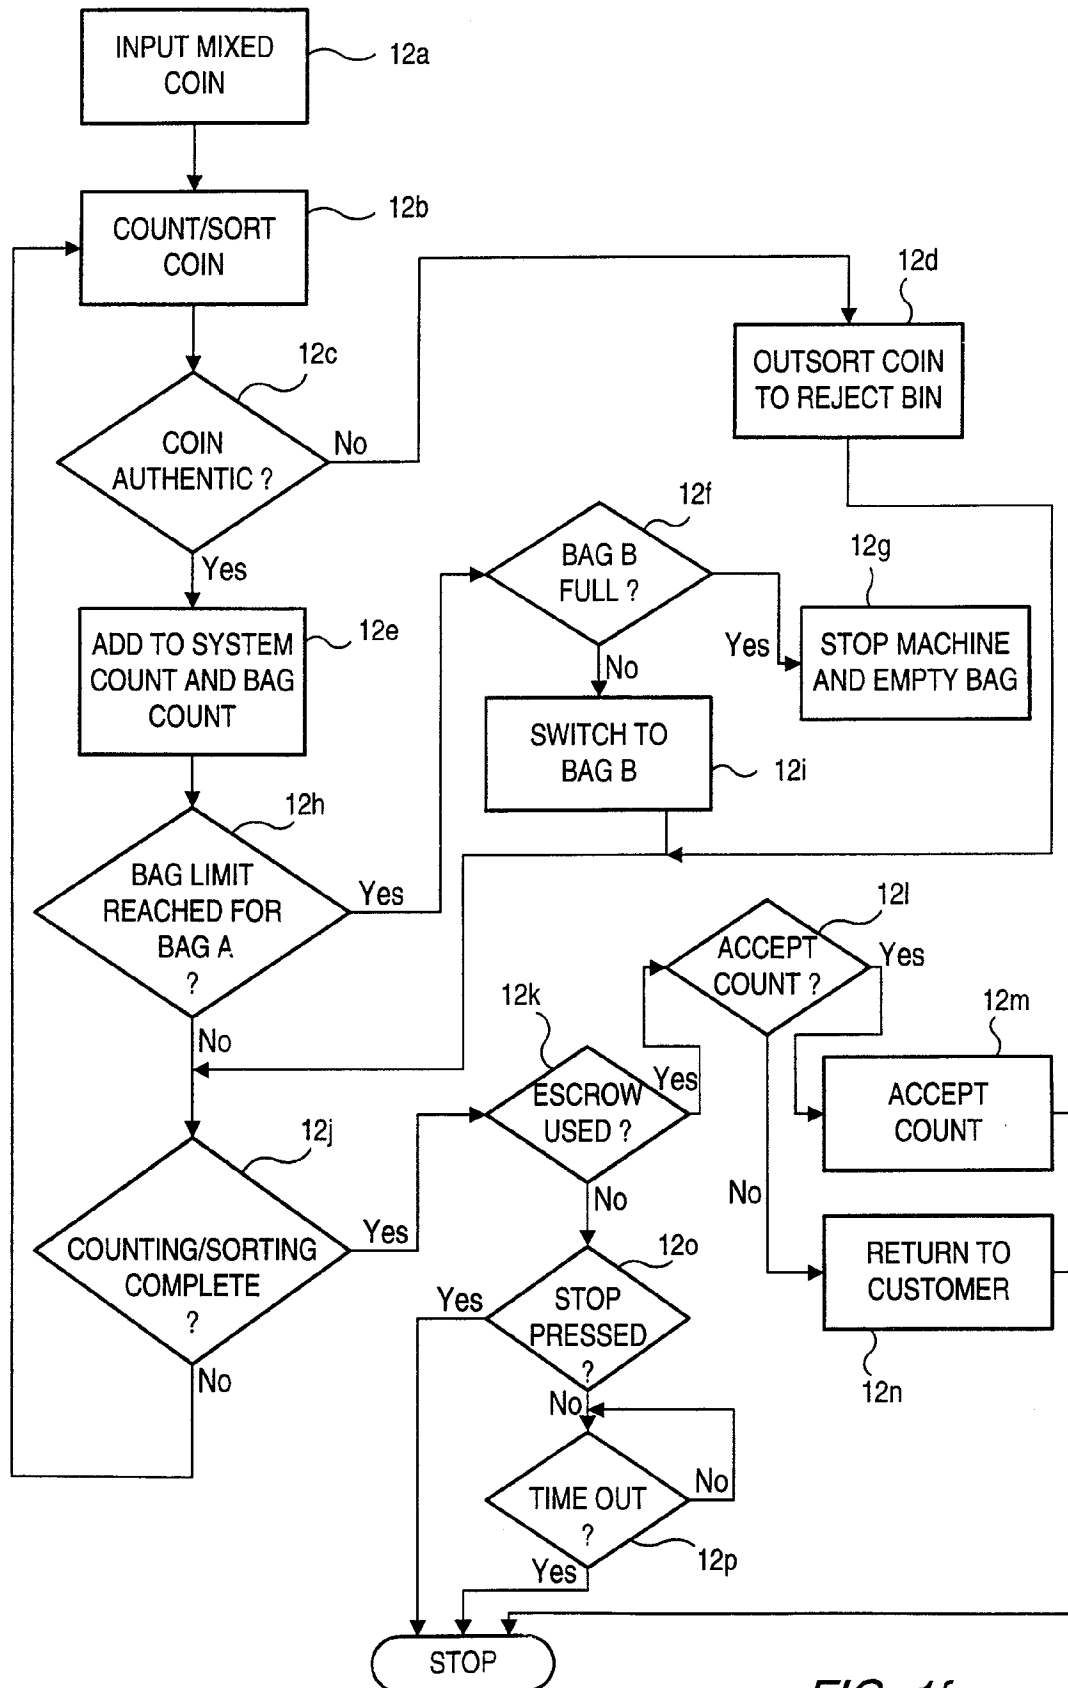 INPUT MIXED
COIN
12a
COUNT/SORT
COIN
12b
12c
COIN
AUTHENTIC ?
No
Yes
12d
OUTSORT COIN
TO REJECT BIN
ADD TO SYSTEM
COUNT AND BAG
COUNT
12e
12f
BAG B
FULL ?
Yes
No
12g
STOP MACHINE
AND EMPTY BAG
SWITCH TO
BAG B
12i
12h
BAG LIMIT
REACHED FOR
BAG A
?
Yes
No
12j
COUNTING/SORTING
COMPLETE
?
Yes
No
12k
ESCROW
USED ?
Yes
No
12l
ACCEPT
COUNT ?
Yes
No
12m
ACCEPT
COUNT
RETURN TO
CUSTOMER
12n
12o
STOP
PRESSED
?
Yes
No
TIME OUT
?
No
Yes
12p
STOP